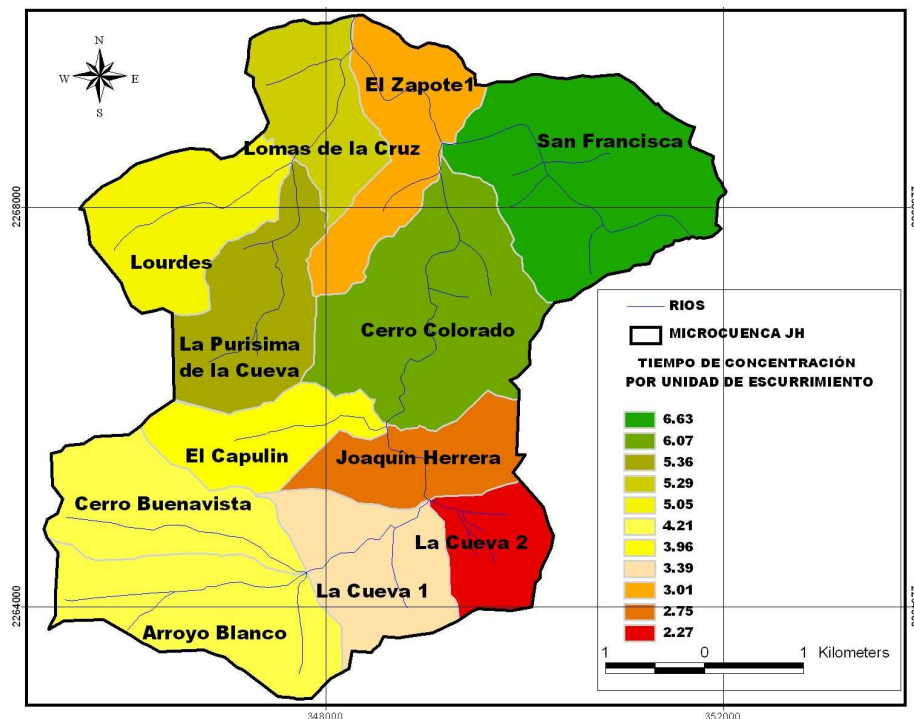 N
W E
S
El Zapote1
San Francisca
Lomas de la Cruz
Lourdes
La Purisima
de la Cueva
Cerro Colorado
El Capulin
Joaquin Herrera
Cerro Buenavista
La Cueva 2
La Cueva 1
Arroyo Blanco
2268000
2264000
348000
352000
RIOS
MICROCUENCA JH
TIEMPO DE CONCENTRACIÓN
POR UNIDAD DE ESCURRIMIENTO
6.63
6.07
5.36
5.29
5.05
4.21
3.96
3.39
3.01
2.75
2.27
1 0 1 Kilometers